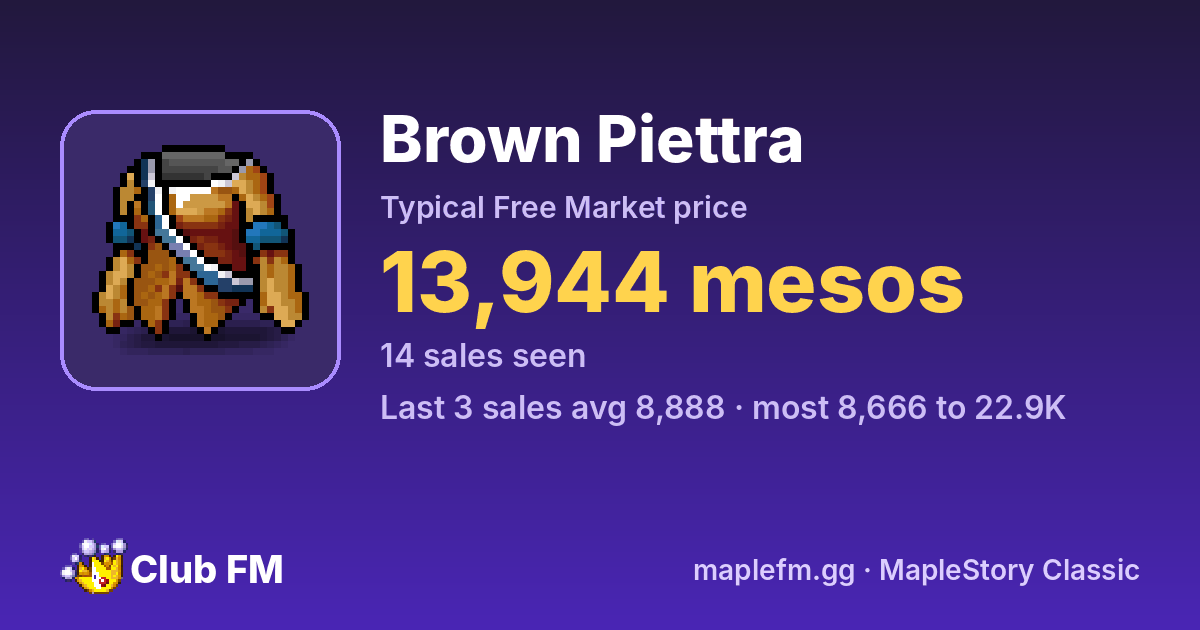 Brown Piettra
Typical Free Market price
13,944 mesos
14 sales seen
Last 3 sales avg 8,888 · most 8,666 to 22.9K
Club FM
maplefm.gg · MapleStory Classic